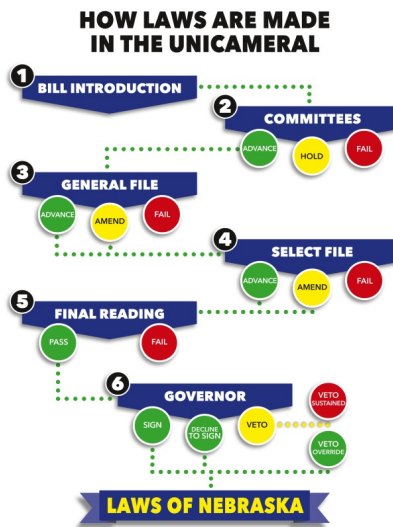 HOW LAWS ARE MADE
IN THE UNICAMERAL
1
BILL INTRODUCTION
2
COMMITTEES
ADVANCE
HOLD
FAIL
3
GENERAL FILE
ADVANCE
AMEND
FAIL
4
SELECT FILE
ADVANCE
AMEND
FAIL
5
FINAL READING
PASS
FAIL
6
GOVERNOR
SIGN
DECLINE
TO SIGN
VETO
VETO
SUSTAINED
VETO
OVERRIDE
LAWS OF NEBRASKA